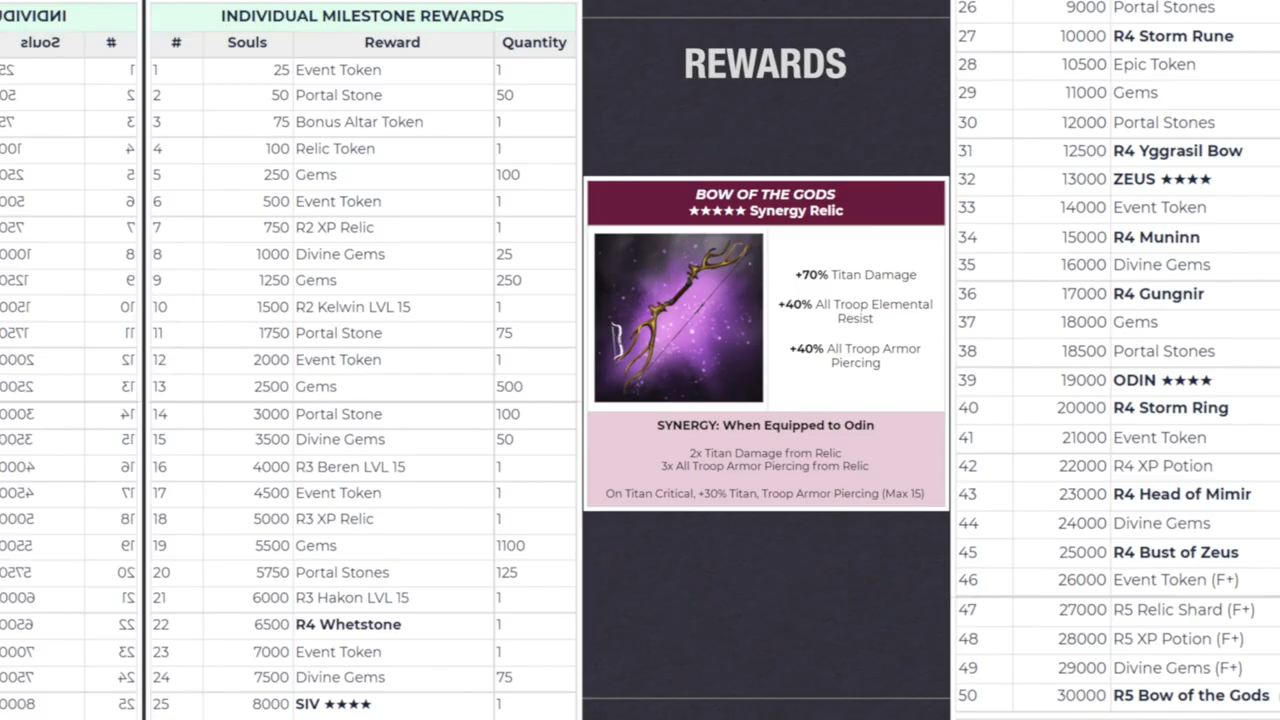 INDIVIDUAL MILESTONE REWARDS
# Souls Reward Quantity
1 25 Event Token 1
2 50 Portal Stone 50
3 75 Bonus Altar Token 1
4 100 Relic Token 1
5 250 Gems 100
6 500 Event Token 1
7 750 R2 XP Relic 1
8 1000 Divine Gems 25
9 1250 Gems 250
10 1500 R2 Kelwin LVL 15 1
11 1750 Portal Stone 75
12 2000 Event Token 1
13 2500 Gems 500
14 3000 Portal Stone 100
15 3500 Divine Gems 50
16 4000 R3 Beren LVL 15 1
17 4500 Event Token 1
18 5000 R3 XP Relic 1
19 5500 Gems 1100
20 5750 Portal Stones 125
21 6000 R3 Hakon LVL 15 1
22 6500 R4 Whetstone 1
23 7000 Event Token 1
24 7500 Divine Gems 75
25 8000 SIV ★★★★ 1
REWARDS
BOW OF THE GODS
★★★★★ Synergy Relic
+70% Titan Damage
+40% All Troop Elemental
Resist
+40% All Troop Armor
Piercing
SYNERGY: When Equipped to Odin
2x Titan Damage from Relic
3x All Troop Armor Piercing from Relic
On Titan Critical, +30% Titan, Troop Armor Piercing (Max 15)
26 9000 Portal Stones
27 10000 R4 Storm Rune
28 10500 Epic Token
29 11000 Gems
30 12000 Portal Stones
31 12500 R4 Yggrasil Bow
32 13000 ZEUS ★★★★
33 14000 Event Token
34 15000 R4 Muninn
35 16000 Divine Gems
36 17000 R4 Gungnir
37 18000 Gems
38 18500 Portal Stones
39 19000 ODIN ★★★★
40 20000 R4 Storm Ring
41 21000 Event Token
42 22000 R4 XP Potion
43 23000 R4 Head of Mimir
44 24000 Divine Gems
45 25000 R4 Bust of Zeus
46 26000 Event Token (F+)
47 27000 R5 Relic Shard (F+)
48 28000 R5 XP Potion (F+)
49 29000 Divine Gems (F+)
50 30000 R5 Bow of the Gods